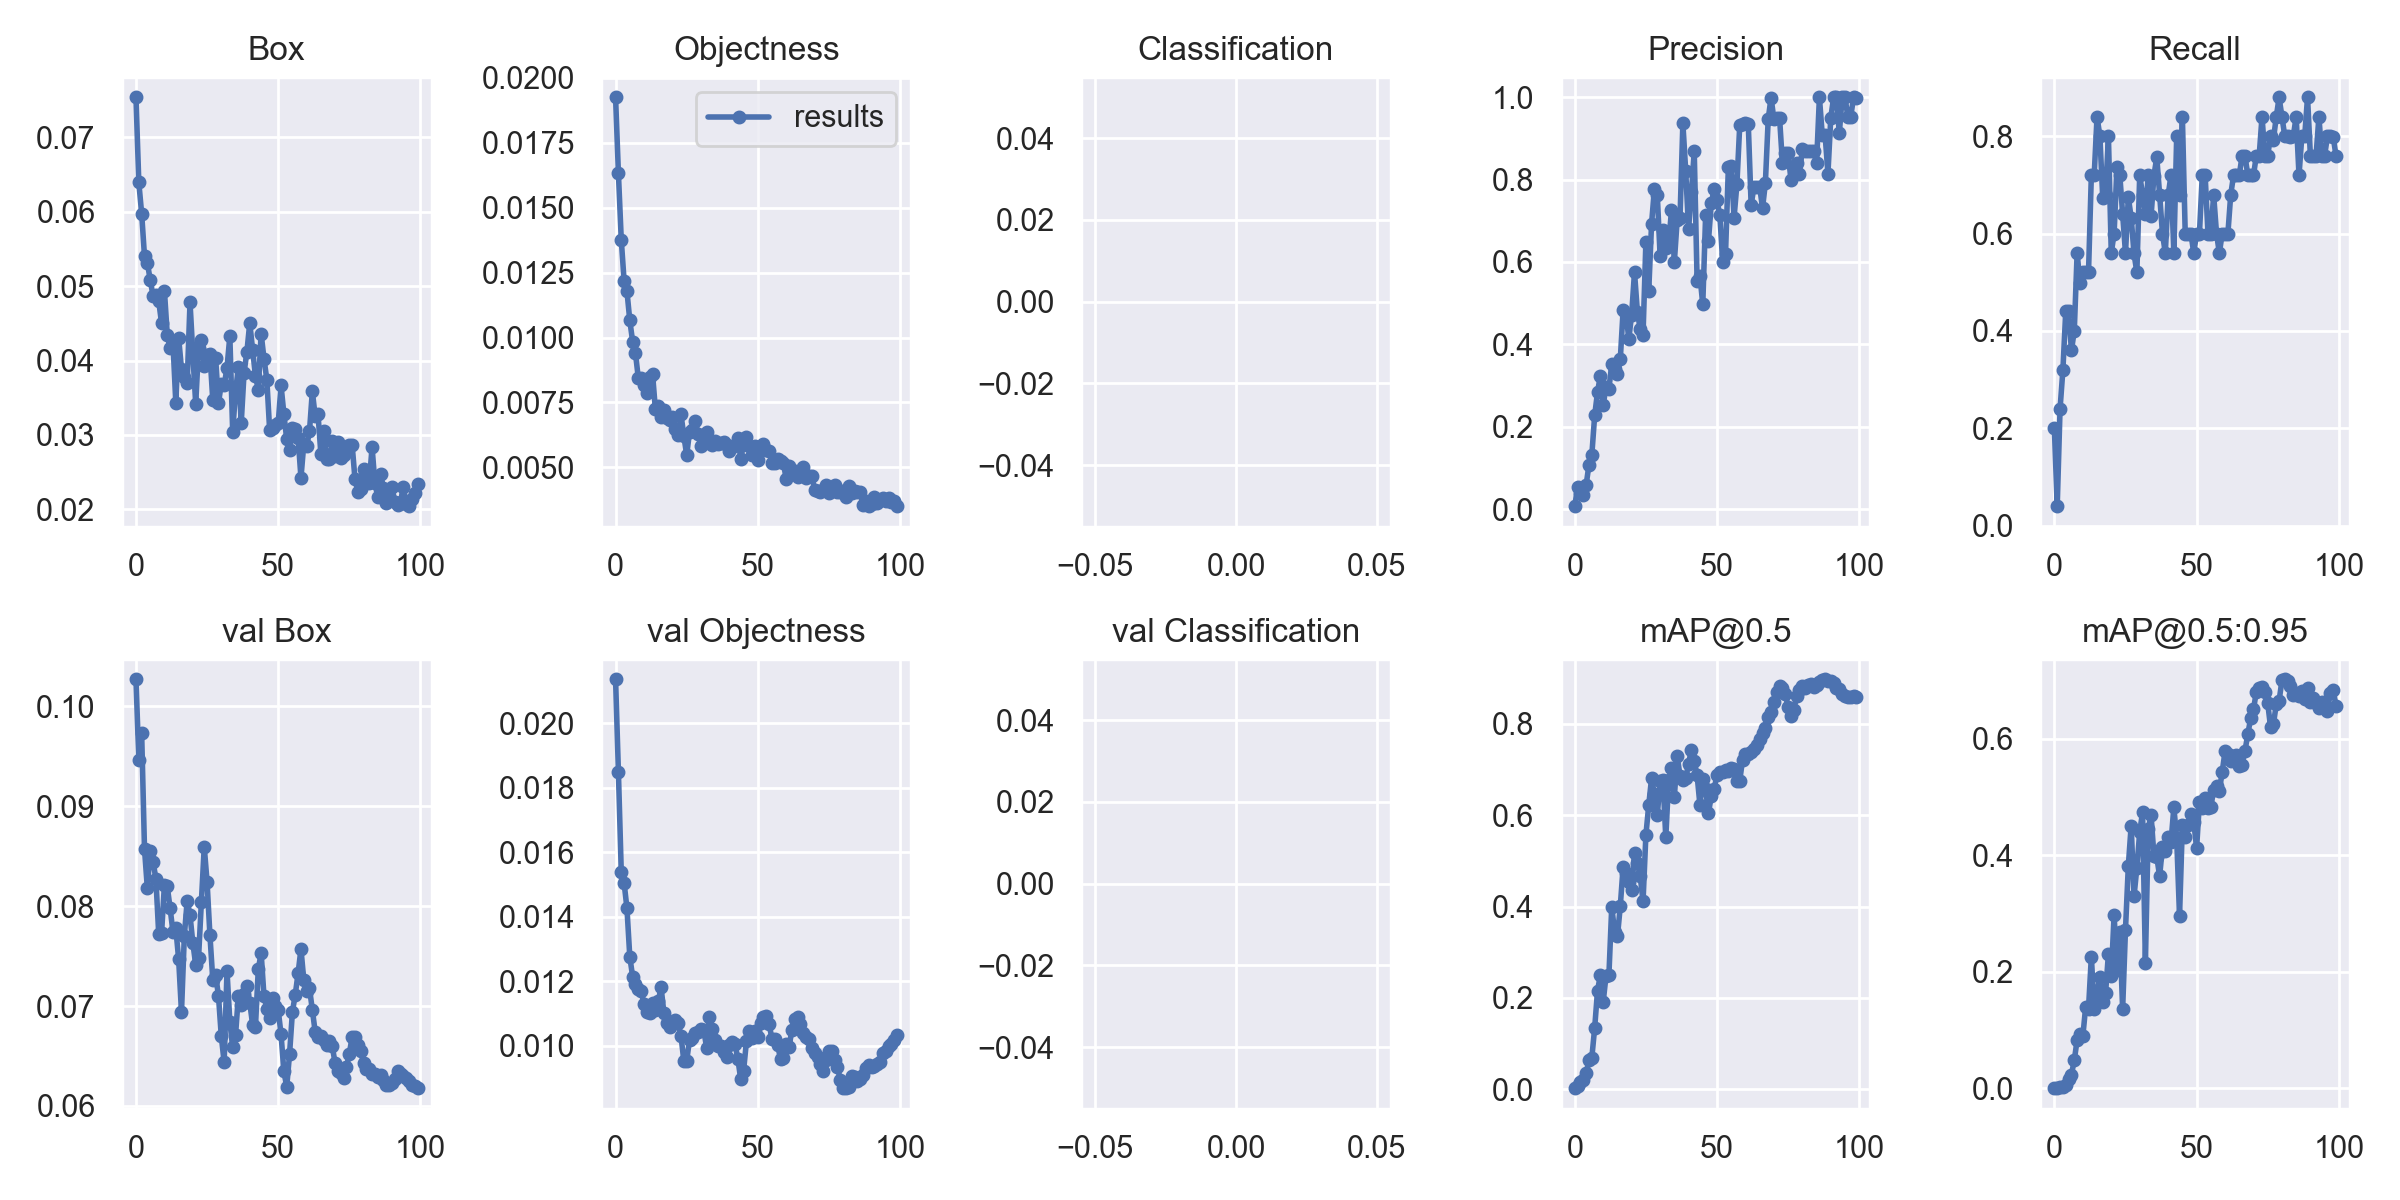 Box
0.07
0.06
0.05
0.04
0.03
0.02
0 50 100
Objectness
results
0.0200
0.0175
0.0150
0.0125
0.0100
0.0075
0.0050
0 50 100
Classification
0.04
0.02
0.00
−0.02
−0.04
−0.05 0.00 0.05
Precision
1.0
0.8
0.6
0.4
0.2
0.0
0 50 100
Recall
0.8
0.6
0.4
0.2
0.0
0 50 100
val Box
0.10
0.09
0.08
0.07
0.06
0 50 100
val Objectness
0.020
0.018
0.016
0.014
0.012
0.010
0 50 100
val Classification
0.04
0.02
0.00
−0.02
−0.04
−0.05 0.00 0.05
mAP@0.5
0.8
0.6
0.4
0.2
0.0
0 50 100
mAP@0.5:0.95
0.6
0.4
0.2
0.0
0 50 100